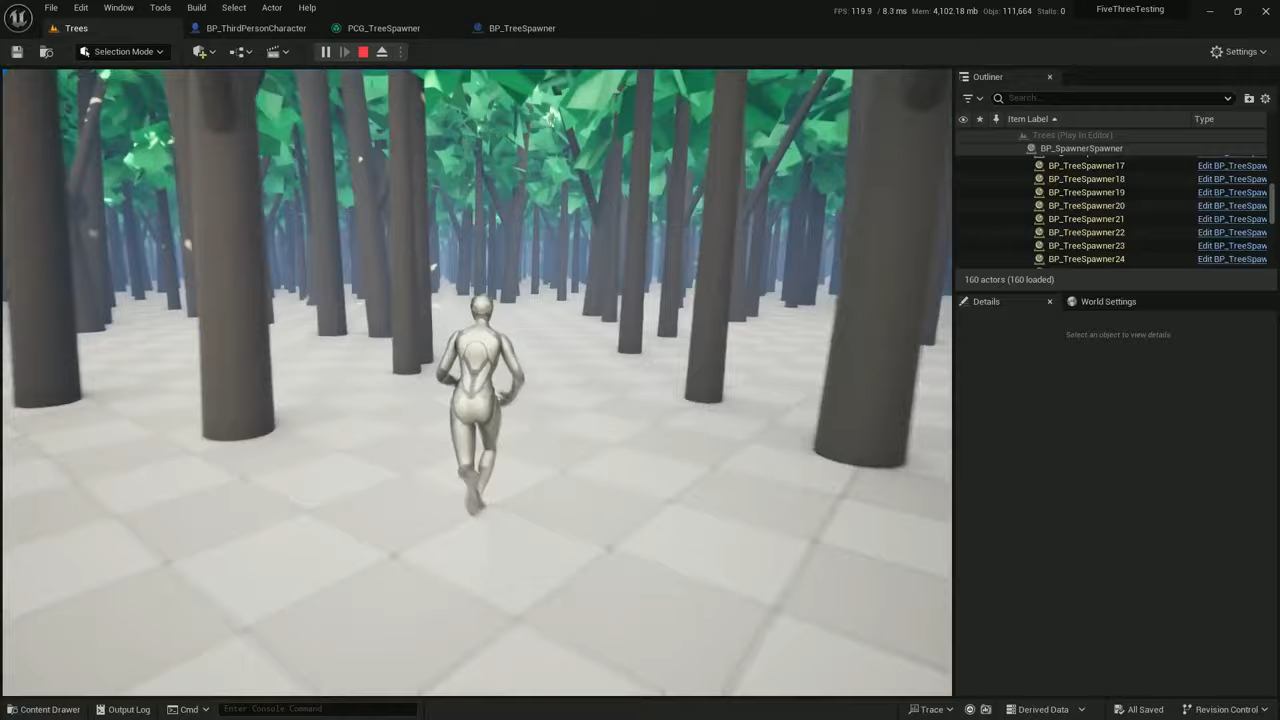 File Edit Window Tools Build Select Actor Help
FPS: 119.9 / 8.3 ms Mem: 4,102.18 mb Objs: 111,664 Stalls: 0
FiveThreeTesting
Trees
BP_ThirdPersonCharacter
PCG_TreeSpawner
BP_TreeSpawner
Selection Mode
Settings
Outliner
Search...
Item Label
Type
Trees (Play In Editor)
BP_SpawnerSpawner
BP_TreeSpawner17 Edit BP_TreeSpaw
BP_TreeSpawner18 Edit BP_TreeSpaw
BP_TreeSpawner19 Edit BP_TreeSpaw
BP_TreeSpawner20 Edit BP_TreeSpaw
BP_TreeSpawner21 Edit BP_TreeSpaw
BP_TreeSpawner22 Edit BP_TreeSpaw
BP_TreeSpawner23 Edit BP_TreeSpaw
BP_TreeSpawner24 Edit BP_TreeSpaw
160 actors (160 loaded)
Details
World Settings
Select an object to view details
Content Drawer
Output Log
Cmd
Enter Console Command
Trace
Derived Data
All Saved
Revision Control